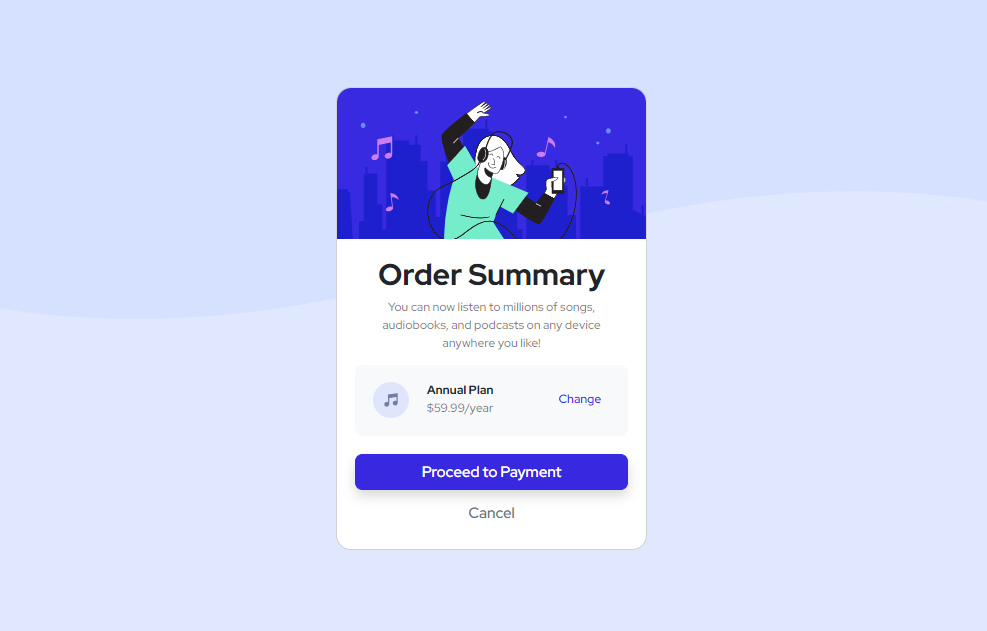 Order Summary
You can now listen to millions of songs,
audiobooks, and podcasts on any device
anywhere you like!
Annual Plan
$59.99/year
Change
Proceed to Payment
Cancel